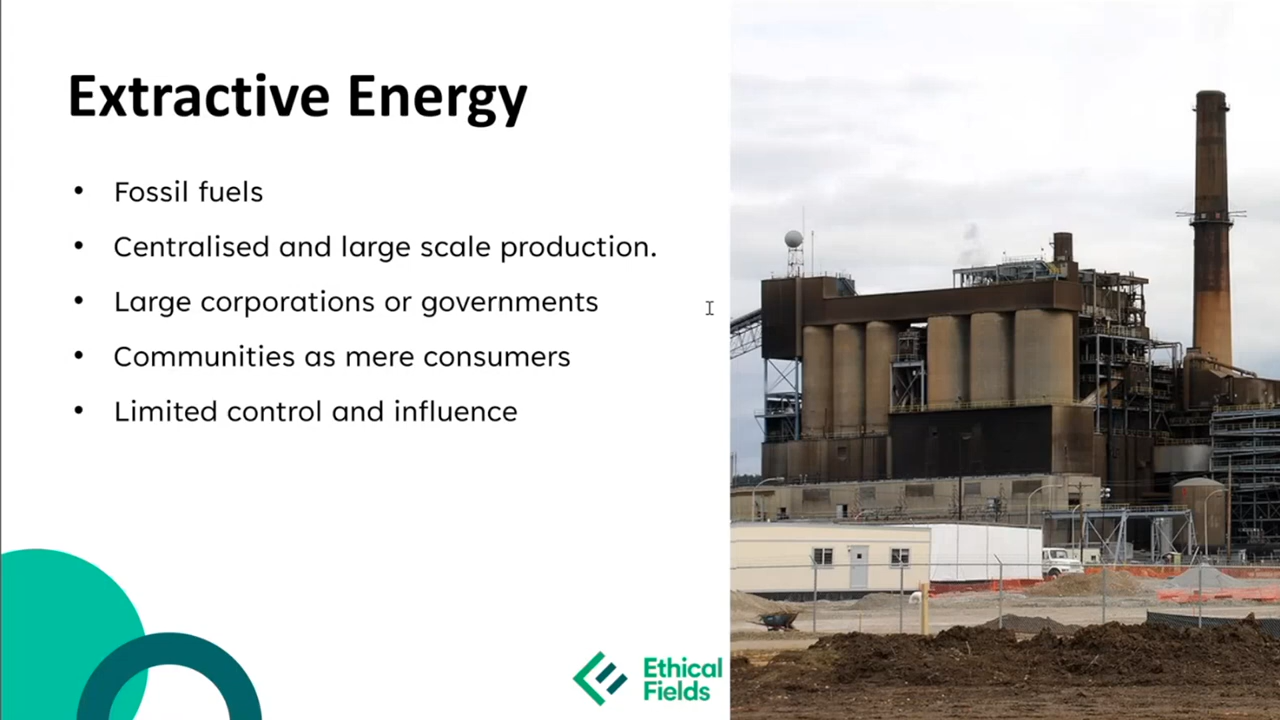 Extractive Energy
• Fossil fuels
• Centralised and large scale production.
• Large corporations or governments
• Communities as mere consumers
• Limited control and influence
Ethical
Fields